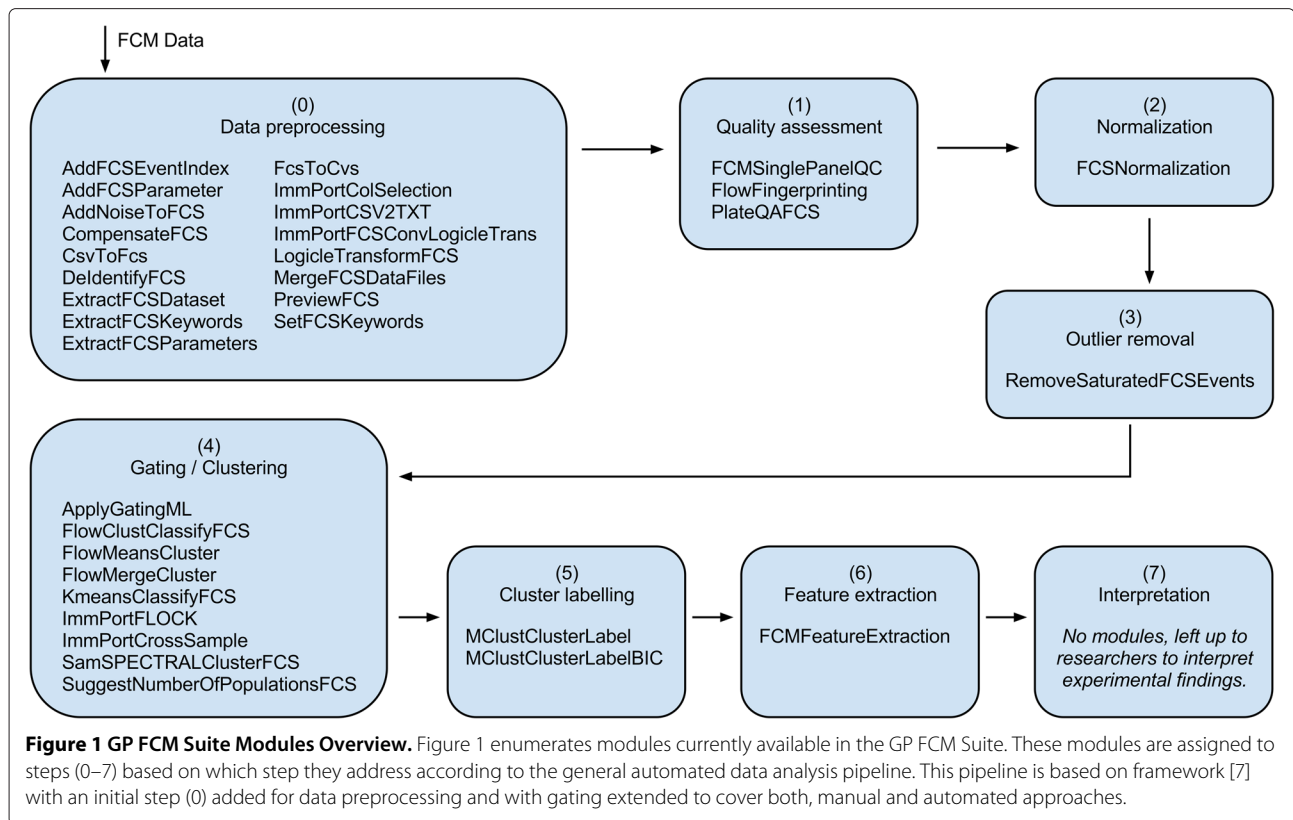 FCM Data
(0)
Data preprocessing
AddFCSEventIndex
AddFCSParameter
AddNoiseToFCS
CompensateFCS
CsvToFcs
DeIdentifyFCS
ExtractFCSDataset
ExtractFCSKeywords
ExtractFCSParameters
FcsToCvs
ImmPortColSelection
ImmPortCSV2TXT
ImmPortFCSConvLogicleTrans
LogicleTransformFCS
MergeFCSDataFiles
PreviewFCS
SetFCSKeywords
(1)
Quality assessment
FCMSinglePanelQC
FlowFingerprinting
PlateQAFCS
(2)
Normalization
FCSNormalization
(3)
Outlier removal
RemoveSaturatedFCSEvents
(4)
Gating / Clustering
ApplyGatingML
FlowClustClassifyFCS
FlowMeansCluster
FlowMergeCluster
KmeansClassifyFCS
ImmPortFLOCK
ImmPortCrossSample
SamSPECTRALClusterFCS
SuggestNumberOfPopulationsFCS
(5)
Cluster labelling
MClustClusterLabel
MClustClusterLabelBIC
(6)
Feature extraction
FCMFeatureExtraction
(7)
Interpretation
No modules, left up to
researchers to interpret
experimental findings.
Figure 1 GP FCM Suite Modules Overview. Figure 1 enumerates modules currently available in the GP FCM Suite. These modules are assigned to
steps (0–7) based on which step they address according to the general automated data analysis pipeline. This pipeline is based on framework [7]
with an initial step (0) added for data preprocessing and with gating extended to cover both, manual and automated approaches.